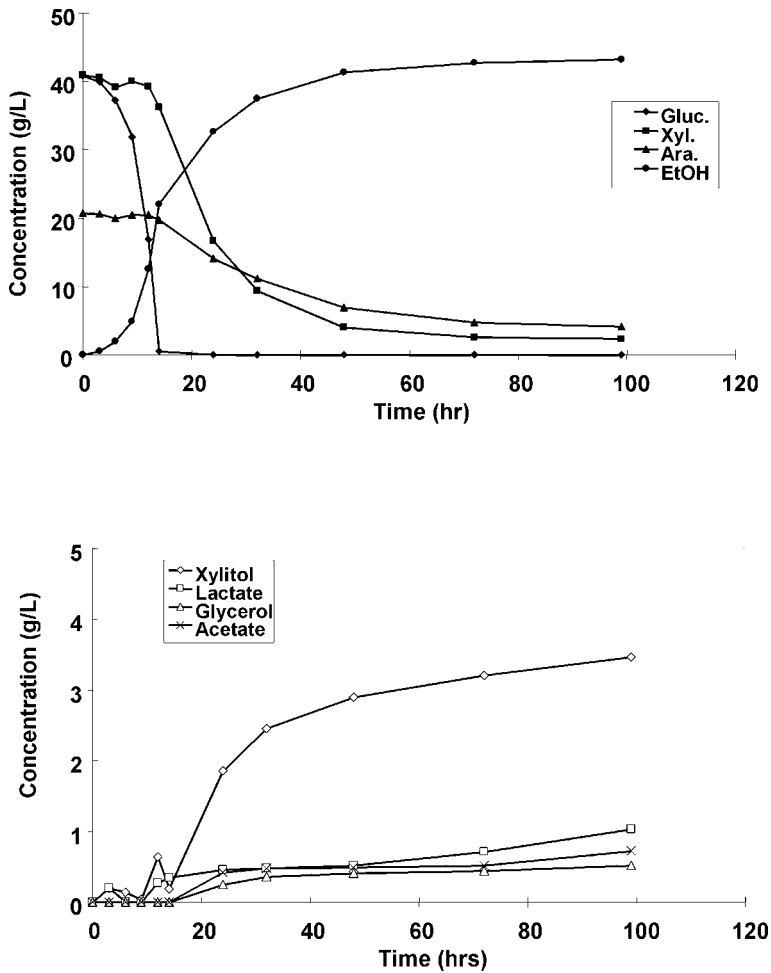 50
40
30
20
10
0
Concentration (g/L)
Gluc.
Xyl.
Ara.
EtOH
0 20 40 60 80 100 120
Time (hr)
5
4
3
2
1
0
Concentration (g/L)
Xylitol
Lactate
Glycerol
Acetate
0 20 40 60 80 100 120
Time (hrs)